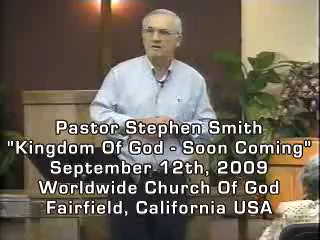 Pastor Stephen Smith
"Kingdom Of God - Soon Coming"
September 12th, 2009
Worldwide Church Of God
Fairfield, California USA